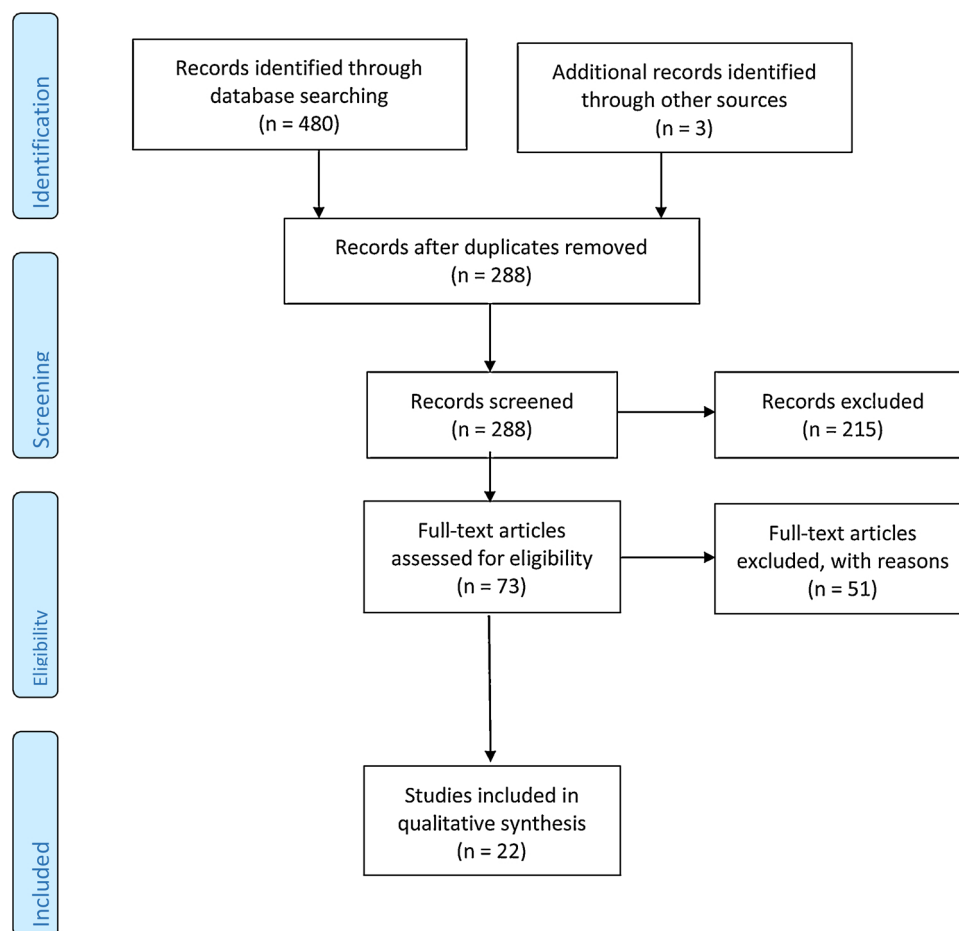 Identification
Records identified through
database searching
(n = 480)
Additional records identified
through other sources
(n = 3)
Records after duplicates removed
(n = 288)
Screening
Records screened
(n = 288)
Records excluded
(n = 215)
Eligibility
Full-text articles
assessed for eligibility
(n = 73)
Full-text articles
excluded, with reasons
(n = 51)
Included
Studies included in
qualitative synthesis
(n = 22)